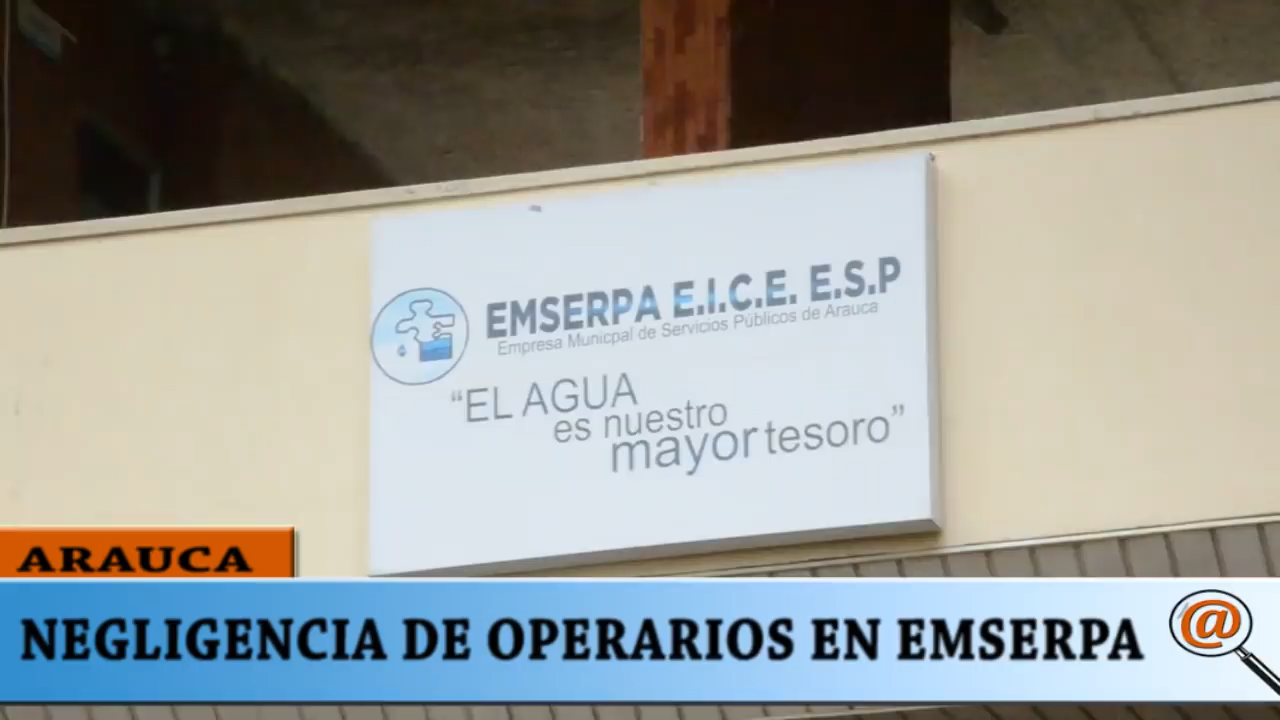 EMSERPA E.I.C.E. E.S.P
Empresa Municpal de Servicios Públicos de Arauca
“EL AGUA
es nuestro
mayor tesoro”
ARAUCA
NEGLIGENCIA DE OPERARIOS EN EMSERPA
@